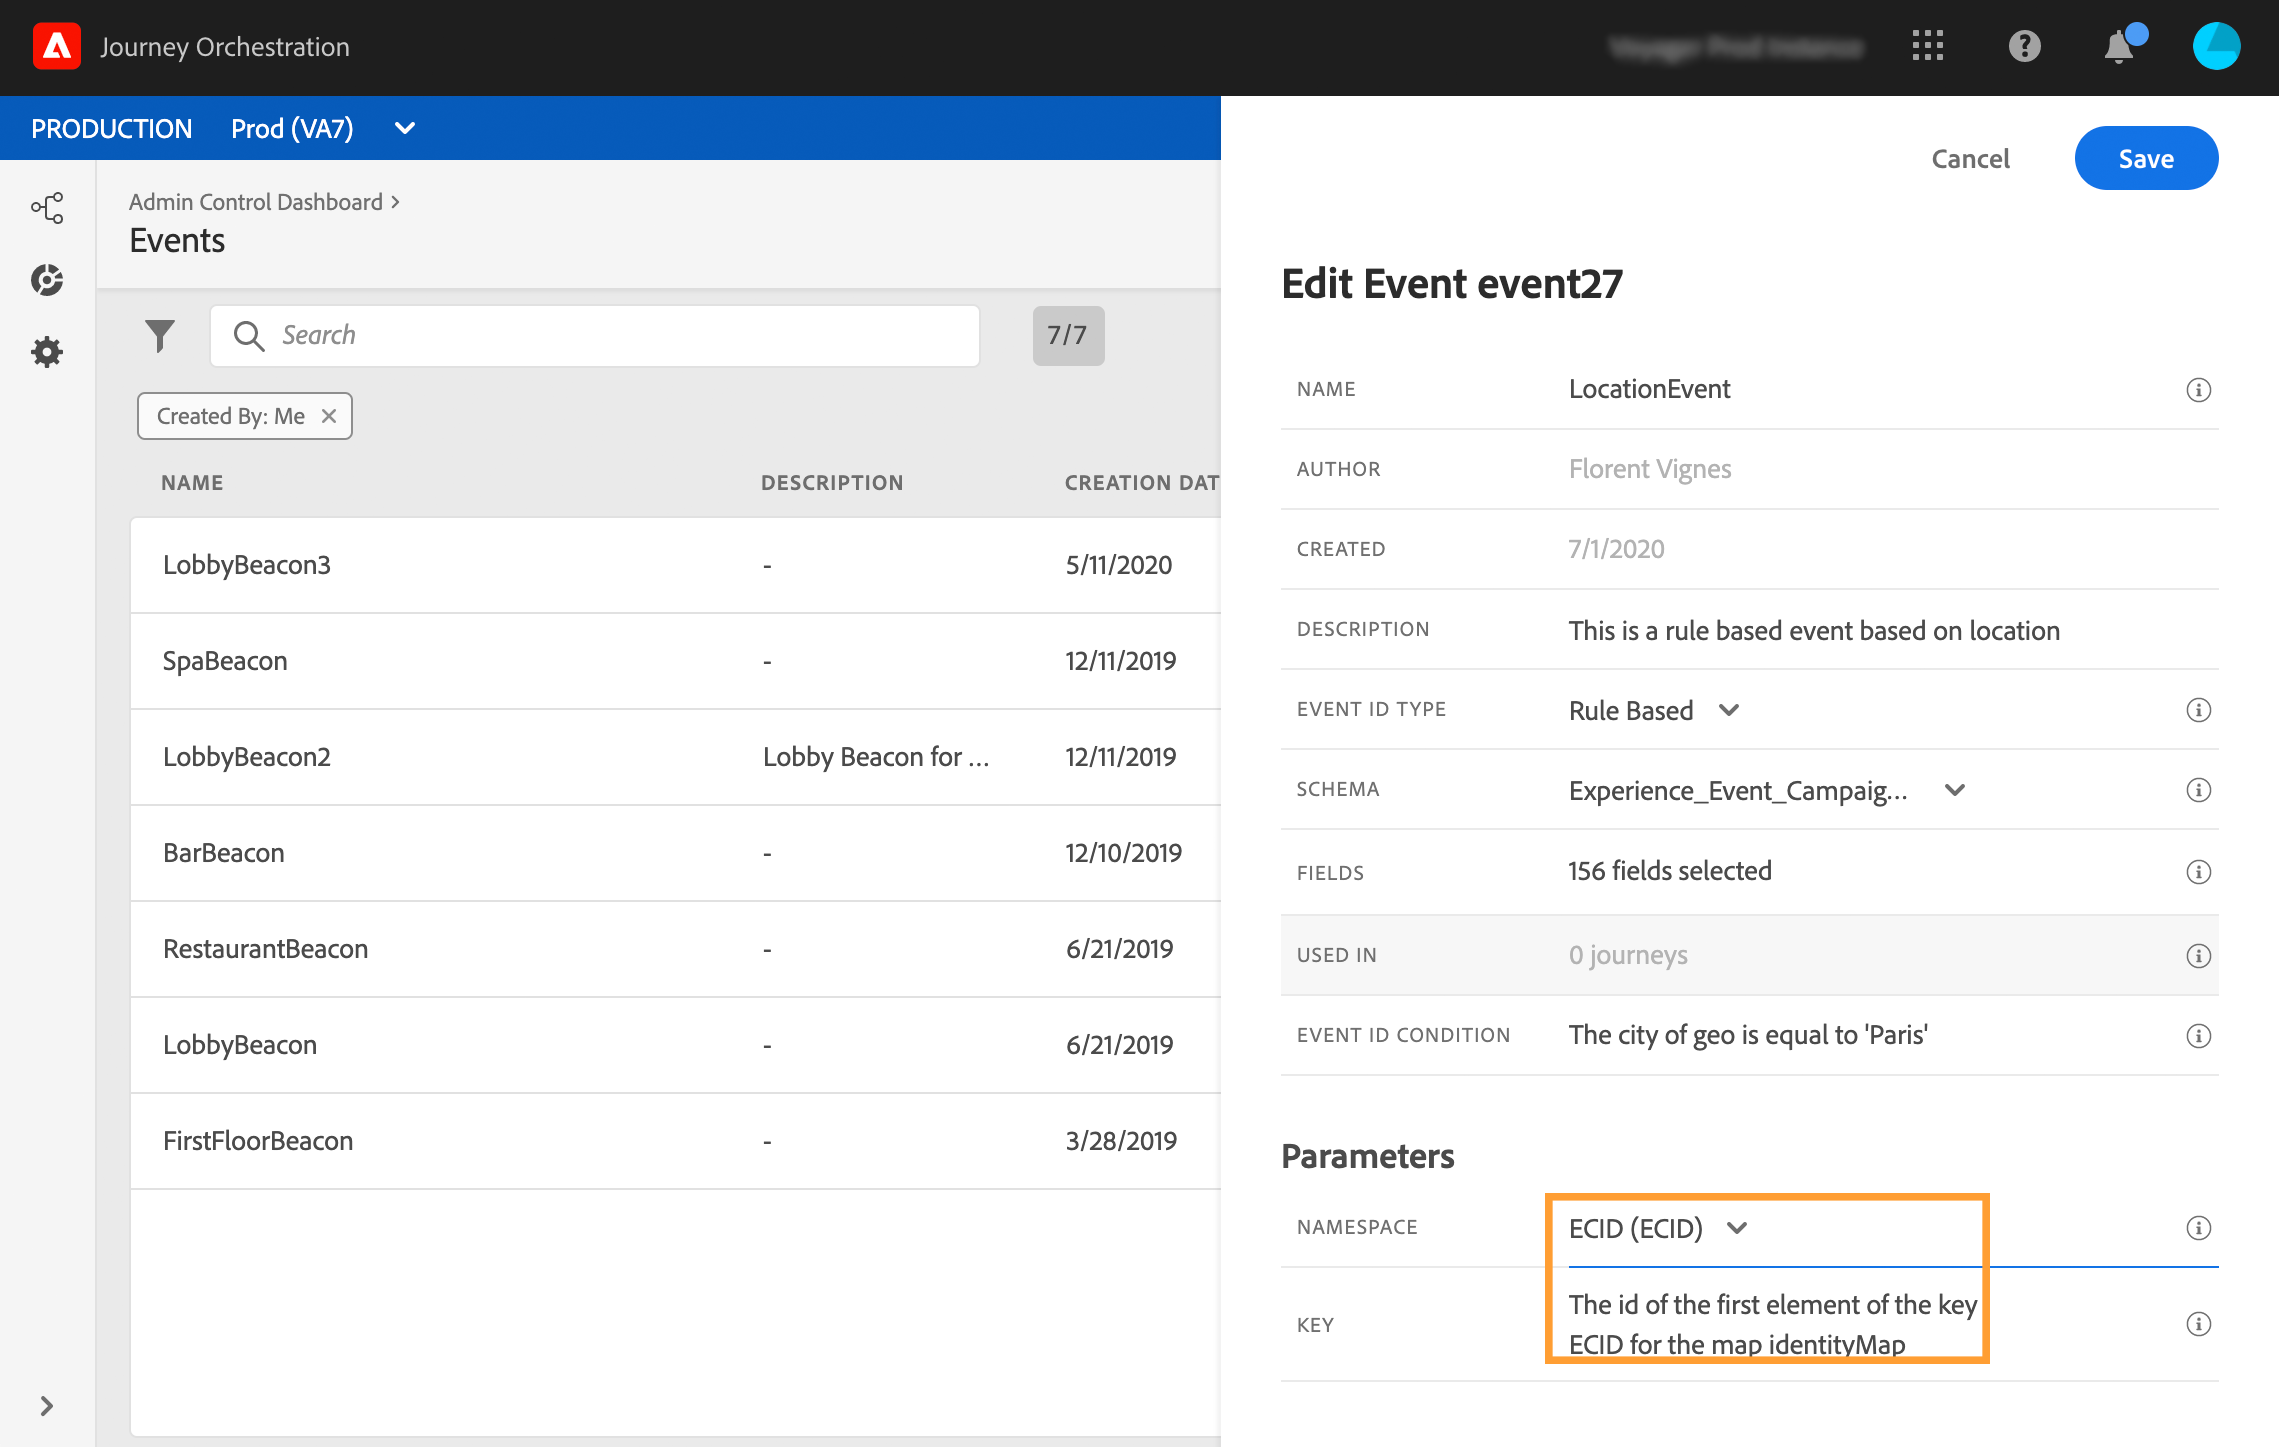 Journey Orchestration
PRODUCTION Prod (VA7)
Admin Control Dashboard
Events
Search
7/7
Created By: Me
NAME DESCRIPTION CREATION DAT
LobbyBeacon3 - 5/11/2020
SpaBeacon - 12/11/2019
LobbyBeacon2 Lobby Beacon for ... 12/11/2019
BarBeacon - 12/10/2019
RestaurantBeacon - 6/21/2019
LobbyBeacon - 6/21/2019
FirstFloorBeacon - 3/28/2019
Cancel Save
Edit Event event27
NAME LocationEvent
AUTHOR Florent Vignes
CREATED 7/1/2020
DESCRIPTION This is a rule based event based on location
EVENT ID TYPE Rule Based
SCHEMA Experience_Event_Campaig...
FIELDS 156 fields selected
USED IN 0 journeys
EVENT ID CONDITION The city of geo is equal to 'Paris'
Parameters
NAMESPACE ECID (ECID)
KEY The id of the first element of the key
ECID for the map identityMap